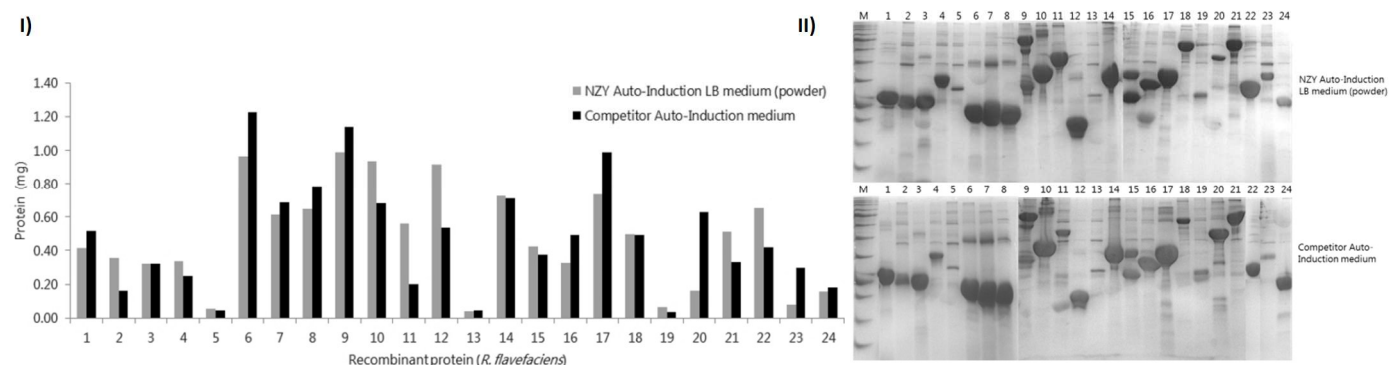 I)
1.40
1.20
1.00
0.80
0.60
0.40
0.20
0.00
Protein (mg)
NZY Auto-Induction LB medium (powder)
Competitor Auto-Induction medium
1 2 3 4 5 6 7 8 9 10 11 12 13 14 15 16 17 18 19 20 21 22 23 24
Recombinant protein (R. flavefaciens)
II)
M 1 2 3 4 5 6 7 8 9 10 11 12 13 14 15 16 17 18 19 20 21 22 23 24
NZY Auto-Induction
LB medium (powder)
M 1 2 3 4 5 6 7 8 9 10 11 12 13 14 15 16 17 18 19 20 21 22 23 24
Competitor Auto-
Induction medium